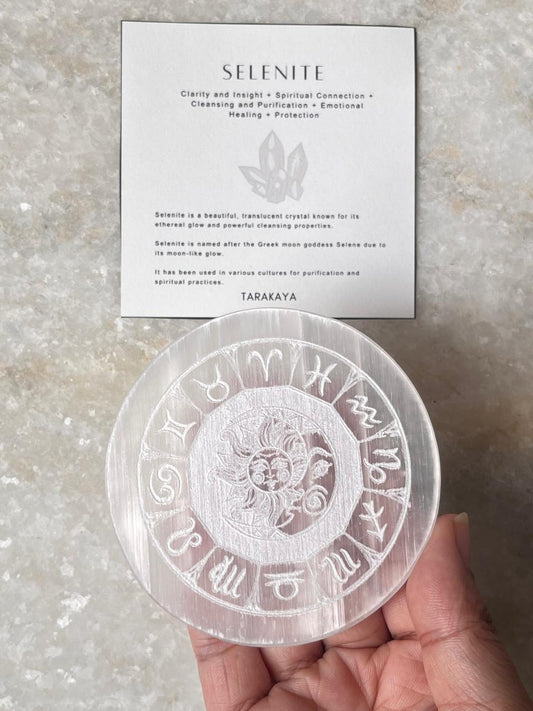 SELENITE
Clarity and Insight + Spiritual Connection +
Cleansing and Purification + Emotional
Healing + Protection
Selenite is a beautiful, translucent crystal known for its
ethereal glow and powerful cleansing properties.
Selenite is named after the Greek moon goddess Selene due to
its moon-like glow.
It has been used in various cultures for purification and
spiritual practices.
TARAKAYA